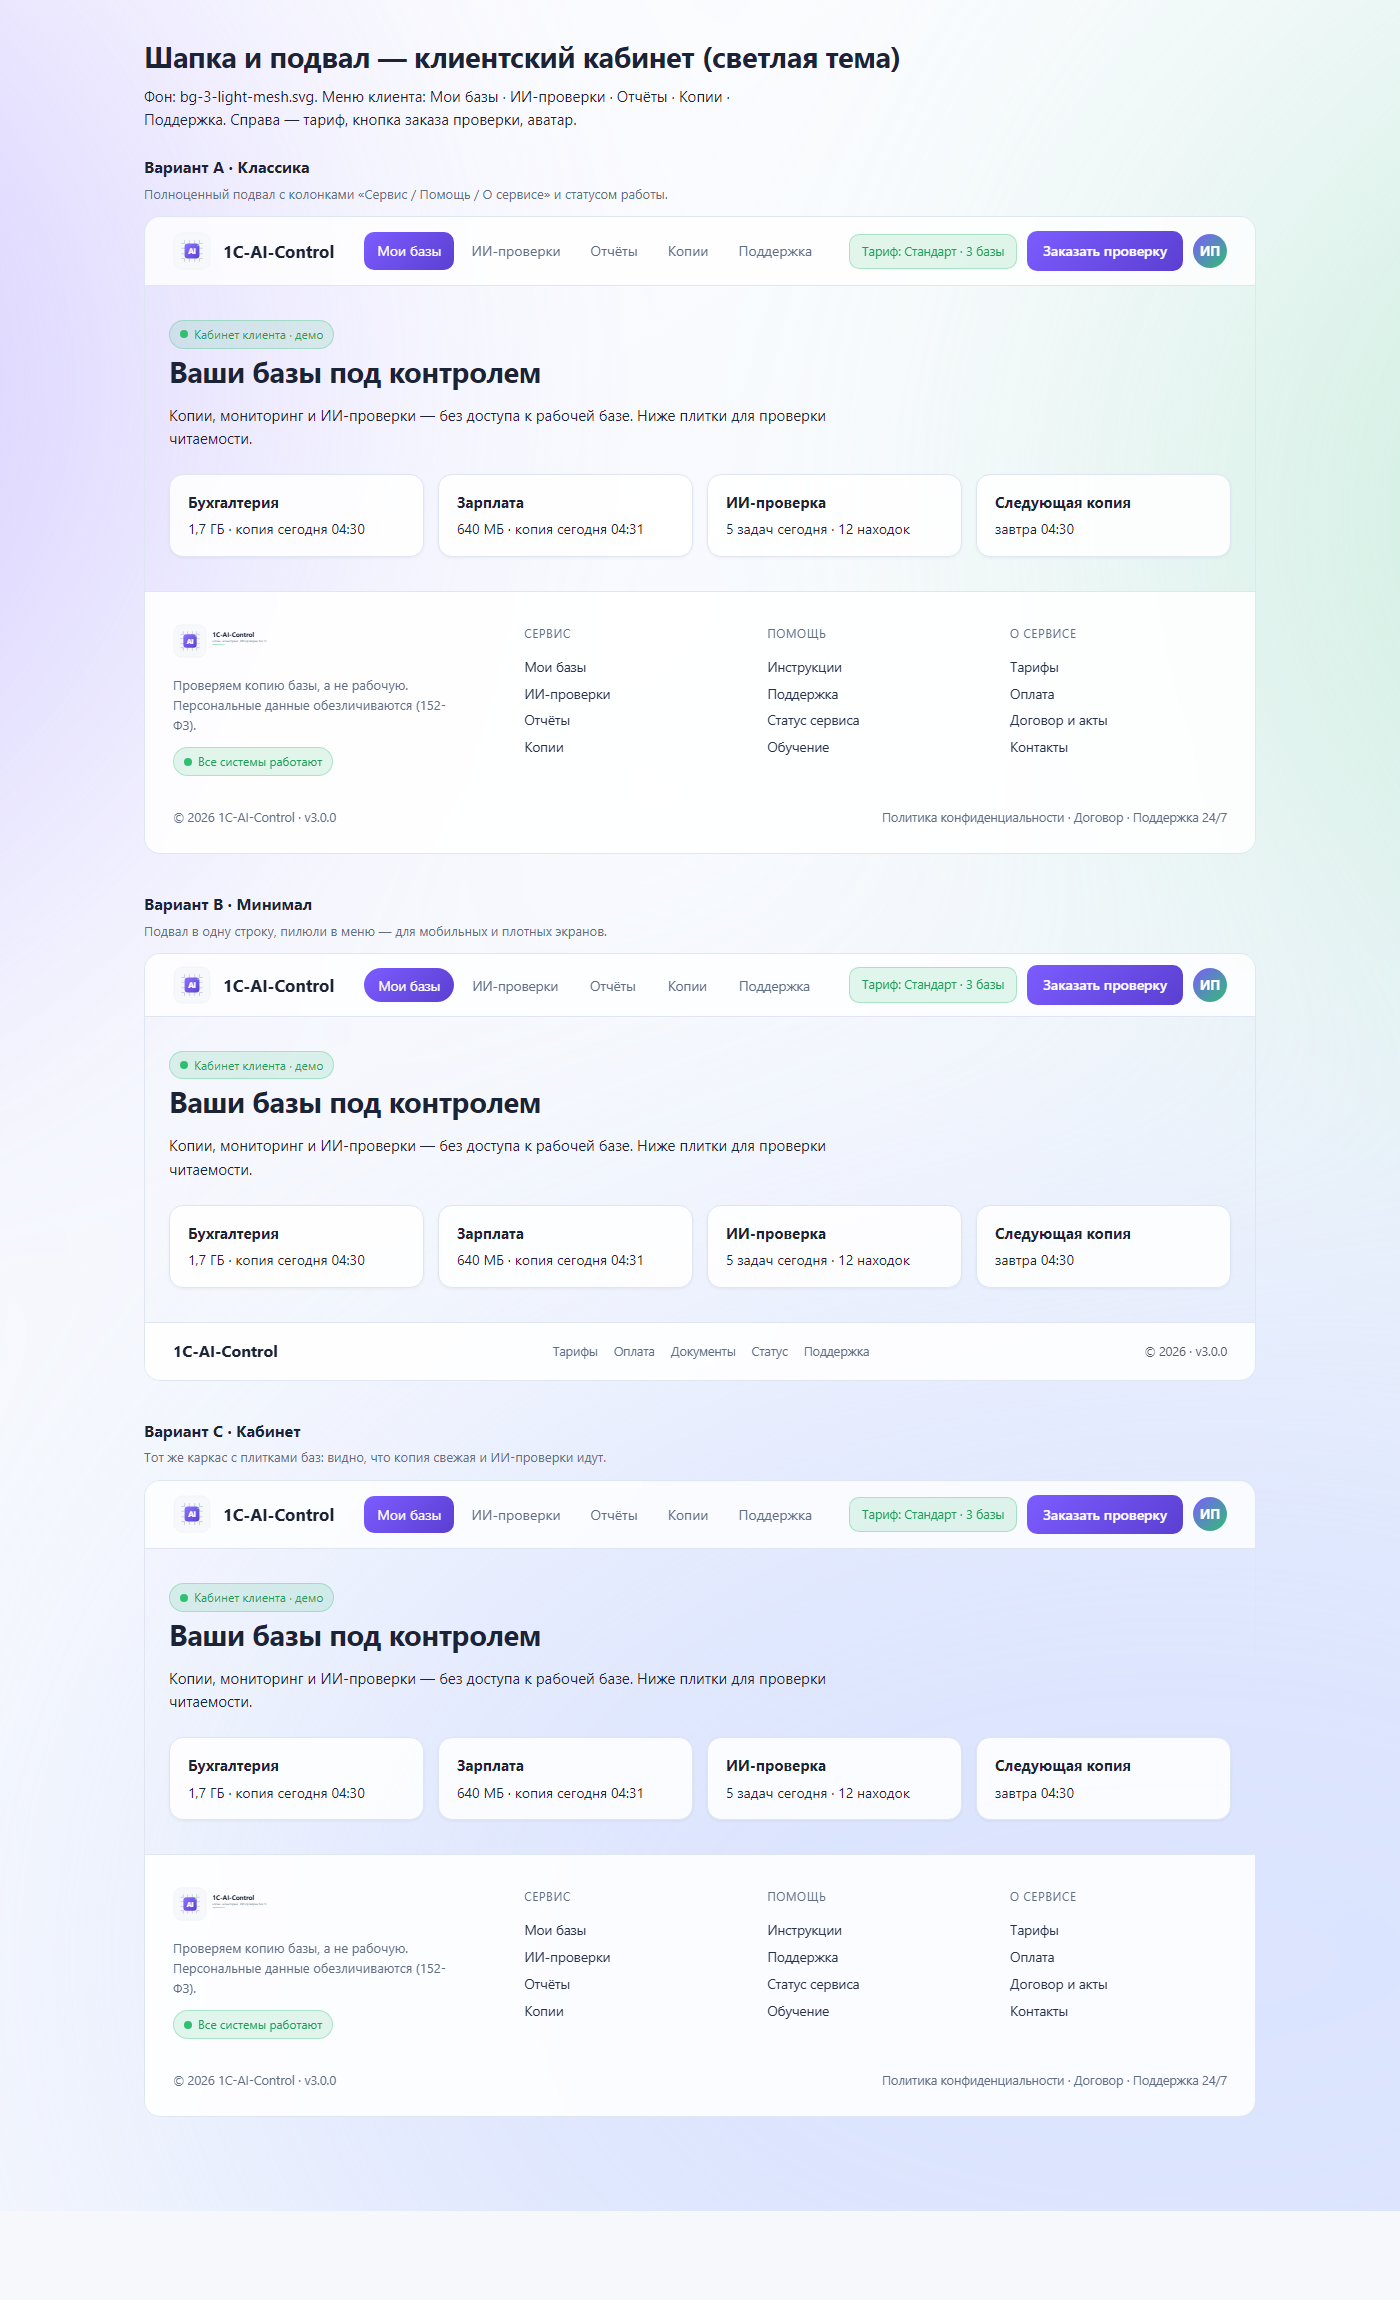 Шапка и подвал — клиентский кабинет (светлая тема)
Фон: bg-3-light-mesh.svg. Меню клиента: Мои базы · ИИ-проверки · Отчёты · Копии ·
Поддержка. Справа — тариф, кнопка заказа проверки, аватар.
Вариант A · Классика
Полноценный подвал с колонками «Сервис / Помощь / О сервисе» и статусом работы.
AI 1C-AI-Control Мои базы ИИ-проверки Отчёты Копии Поддержка Тариф: Стандарт · 3 базы Заказать проверку ИП
Кабинет клиента · демо
Ваши базы под контролем
Копии, мониторинг и ИИ-проверки — без доступа к рабочей базе. Ниже плитки для проверки
читаемости.
Бухгалтерия Зарплата ИИ-проверка Следующая копия
1,7 ГБ · копия сегодня 04:30 640 МБ · копия сегодня 04:31 5 задач сегодня · 12 находок завтра 04:30
AI 1C-AI-Control
Проверяем копию базы, а не рабочую.
Персональные данные обезличиваются (152-
ФЗ).
Все системы работают
СЕРВИС
Мои базы
ИИ-проверки
Отчёты
Копии
ПОМОЩЬ
Инструкции
Поддержка
Статус сервиса
Обучение
О СЕРВИСЕ
Тарифы
Оплата
Договор и акты
Контакты
© 2026 1C-AI-Control · v3.0.0 Политика конфиденциальности · Договор · Поддержка 24/7
Вариант B · Минимал
Подвал в одну строку, пилюли в меню — для мобильных и плотных экранов.
AI 1C-AI-Control Мои базы ИИ-проверки Отчёты Копии Поддержка Тариф: Стандарт · 3 базы Заказать проверку ИП
Кабинет клиента · демо
Ваши базы под контролем
Копии, мониторинг и ИИ-проверки — без доступа к рабочей базе. Ниже плитки для проверки
читаемости.
Бухгалтерия Зарплата ИИ-проверка Следующая копия
1,7 ГБ · копия сегодня 04:30 640 МБ · копия сегодня 04:31 5 задач сегодня · 12 находок завтра 04:30
1C-AI-Control Тарифы Оплата Документы Статус Поддержка © 2026 · v3.0.0
Вариант C · Кабинет
Тот же каркас с плитками баз: видно, что копия свежая и ИИ-проверки идут.
AI 1C-AI-Control Мои базы ИИ-проверки Отчёты Копии Поддержка Тариф: Стандарт · 3 базы Заказать проверку ИП
Кабинет клиента · демо
Ваши базы под контролем
Копии, мониторинг и ИИ-проверки — без доступа к рабочей базе. Ниже плитки для проверки
читаемости.
Бухгалтерия Зарплата ИИ-проверка Следующая копия
1,7 ГБ · копия сегодня 04:30 640 МБ · копия сегодня 04:31 5 задач сегодня · 12 находок завтра 04:30
AI 1C-AI-Control
Проверяем копию базы, а не рабочую.
Персональные данные обезличиваются (152-
ФЗ).
Все системы работают
СЕРВИС
Мои базы
ИИ-проверки
Отчёты
Копии
ПОМОЩЬ
Инструкции
Поддержка
Статус сервиса
Обучение
О СЕРВИСЕ
Тарифы
Оплата
Договор и акты
Контакты
© 2026 1C-AI-Control · v3.0.0 Политика конфиденциальности · Договор · Поддержка 24/7